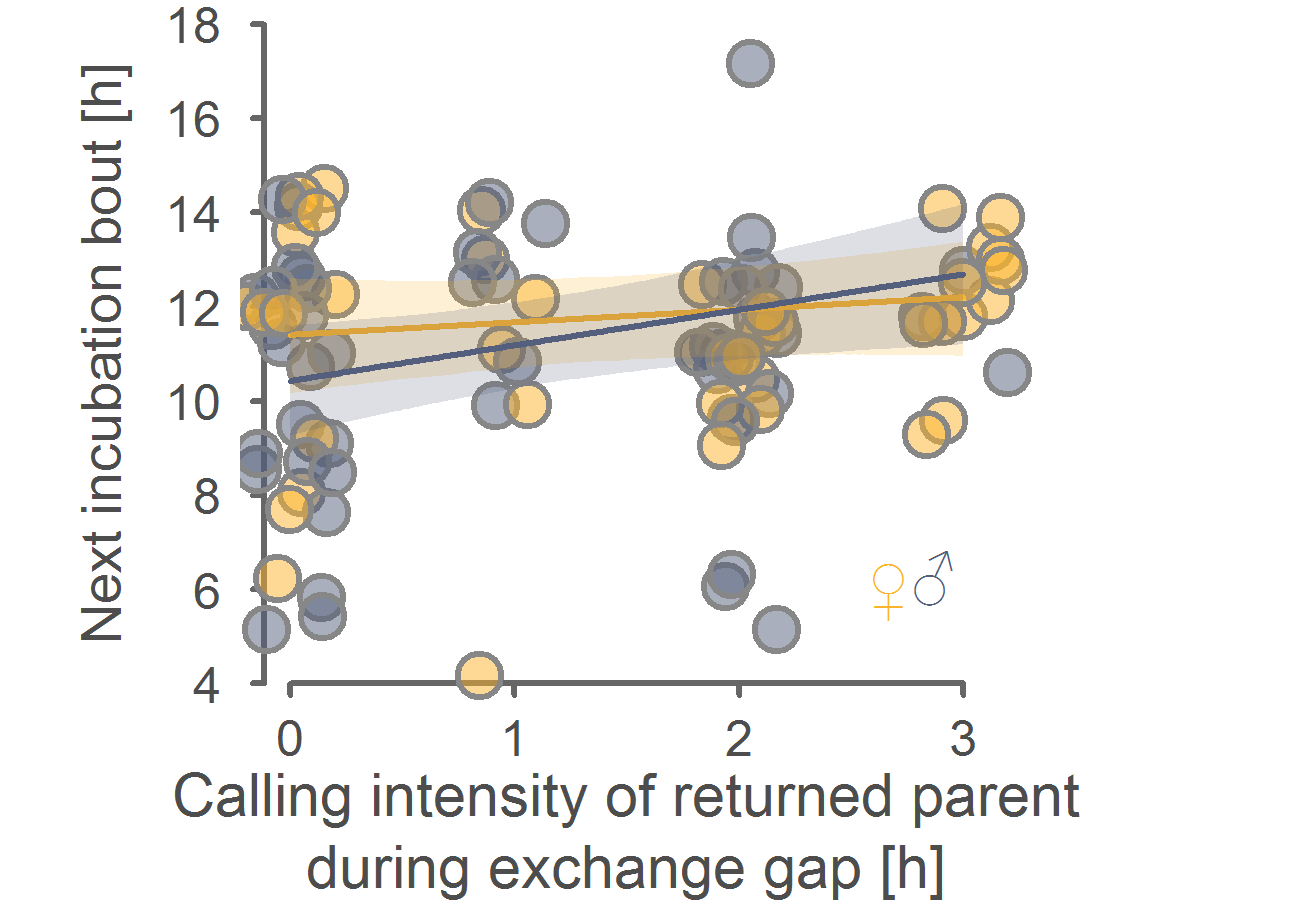 Next incubation bout [h]
18
16
14
12
10
8
6
4
0 1 2 3
♀ ♂
Calling intensity of returned parent
during exchange gap [h]